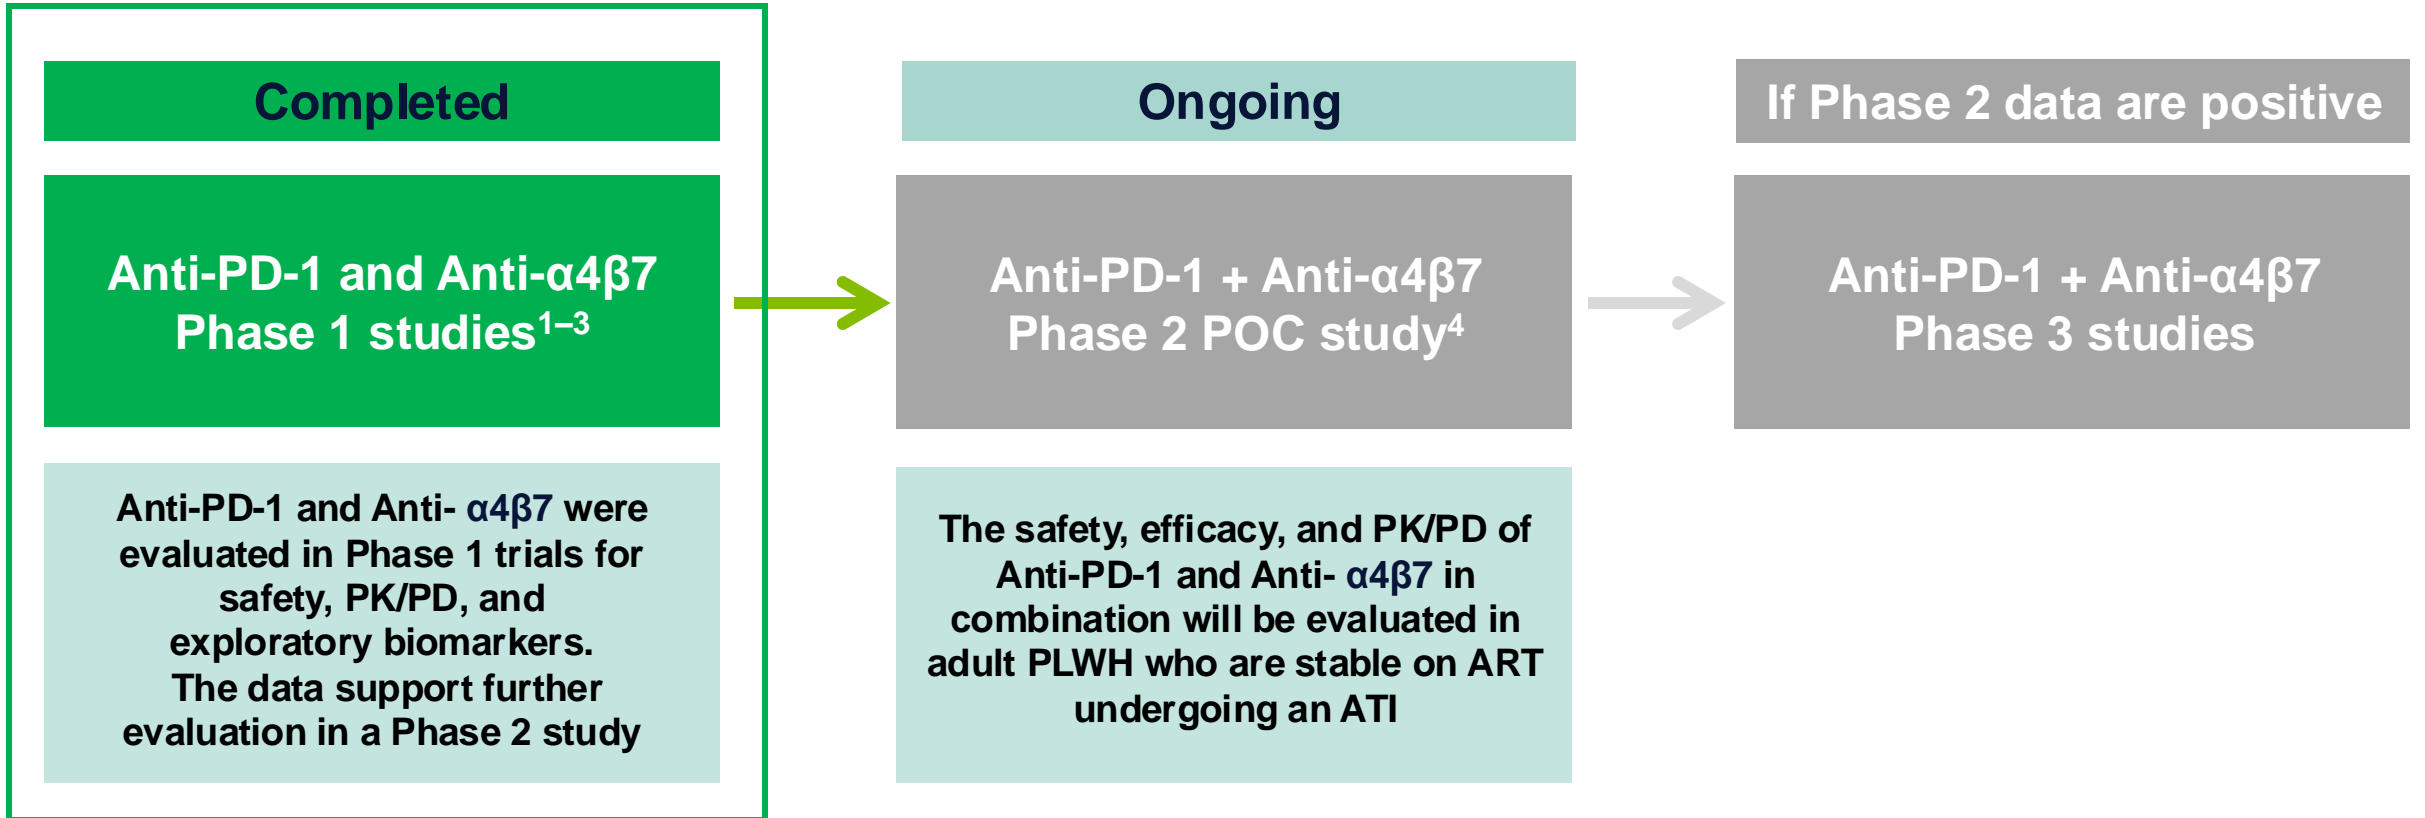 Completed
Anti-PD-1 and Anti-α4β7
Phase 1 studies¹⁻³
Anti-PD-1 and Anti- α4β7 were
evaluated in Phase 1 trials for
safety, PK/PD, and
exploratory biomarkers.
The data support further
evaluation in a Phase 2 study
Ongoing
Anti-PD-1 + Anti-α4β7
Phase 2 POC study⁴
The safety, efficacy, and PK/PD of
Anti-PD-1 and Anti- α4β7 in
combination will be evaluated in
adult PLWH who are stable on ART
undergoing an ATI
If Phase 2 data are positive
Anti-PD-1 + Anti-α4β7
Phase 3 studies